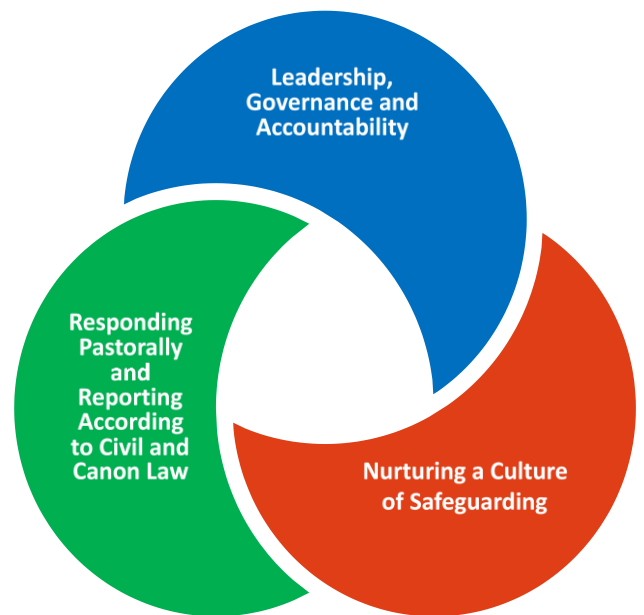 Leadership,
Governance and
Accountability
Responding
Pastorally
and
Reporting
According
to Civil and
Canon Law
Nurturing a Culture
of Safeguarding